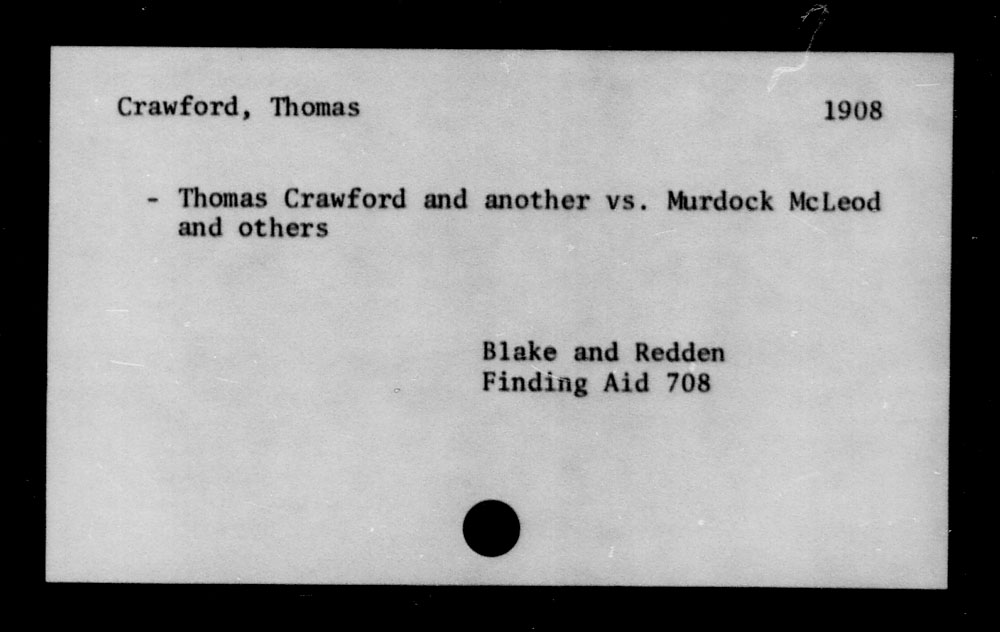 Crawford, Thomas 1908
- Thomas Crawford and another vs. Murdock McLeod
and others
Blake and Redden
Finding Aid 708